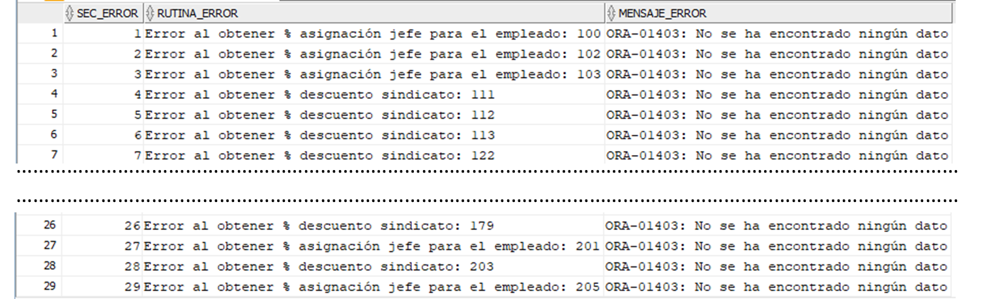 SEC_ERROR RUTINA_ERROR MENSAJE_ERROR
1 1 Error al obtener % asignación jefe para el empleado: 100 ORA-01403: No se ha encontrado ningún dato
2 2 Error al obtener % asignación jefe para el empleado: 102 ORA-01403: No se ha encontrado ningún dato
3 3 Error al obtener % asignación jefe para el empleado: 103 ORA-01403: No se ha encontrado ningún dato
4 4 Error al obtener % descuento sindicato: 111 ORA-01403: No se ha encontrado ningún dato
5 5 Error al obtener % descuento sindicato: 112 ORA-01403: No se ha encontrado ningún dato
6 6 Error al obtener % descuento sindicato: 113 ORA-01403: No se ha encontrado ningún dato
7 7 Error al obtener % descuento sindicato: 122 ORA-01403: No se ha encontrado ningún dato
26 26 Error al obtener % descuento sindicato: 179 ORA-01403: No se ha encontrado ningún dato
27 27 Error al obtener % asignación jefe para el empleado: 201 ORA-01403: No se ha encontrado ningún dato
28 28 Error al obtener % descuento sindicato: 203 ORA-01403: No se ha encontrado ningún dato
29 29 Error al obtener % asignación jefe para el empleado: 205 ORA-01403: No se ha encontrado ningún dato